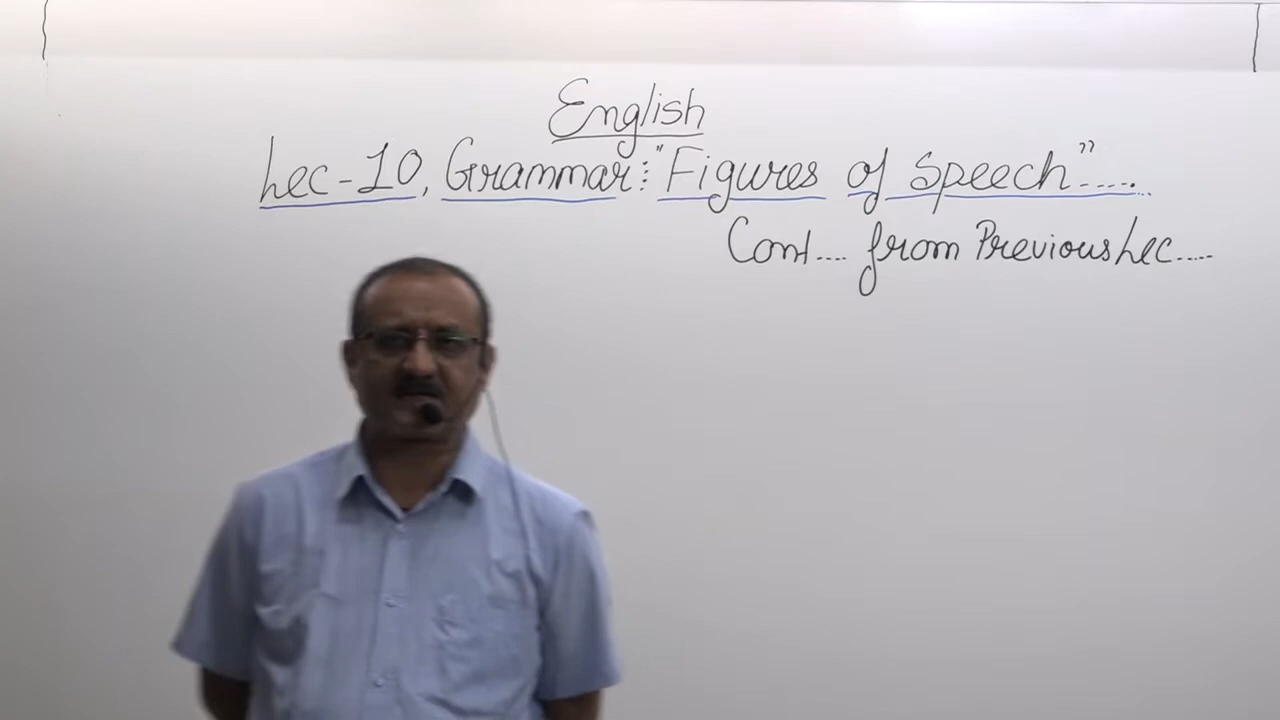 English
Lec-10, Grammar: "Figures of Speech".....
Cont.... from Previous Lec.....